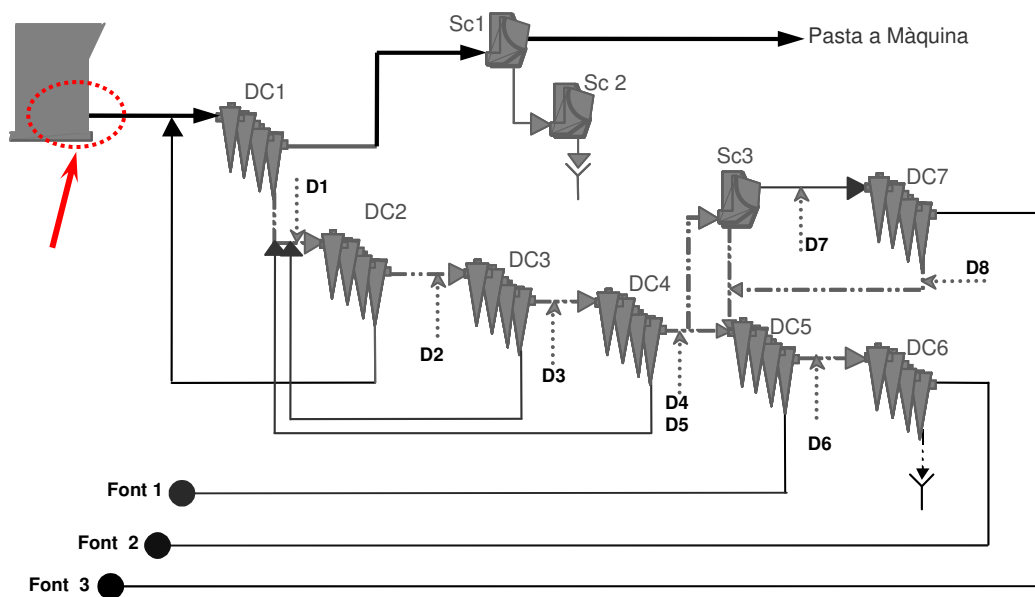 Sc1
Pasta a Màquina
DC1
Sc 2
Sc3
D1
DC7
DC2
D7
D8
DC3
DC4
DC5
DC6
D2
D3
D4
D5
D6
Font 1
Font 2
Font 3